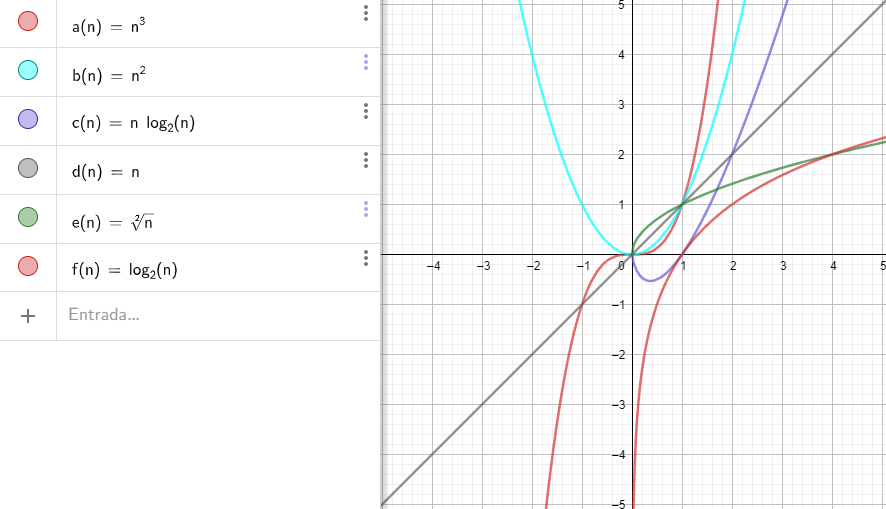 a(n) = n³
b(n) = n²
c(n) = n log₂(n)
d(n) = n
e(n) = ²√n
f(n) = log₂(n)
Entrada...
5
4
3
2
1
−4 −3 −2 −1 0 1 2 3 4 5
−1
−2
−3
−4
−5